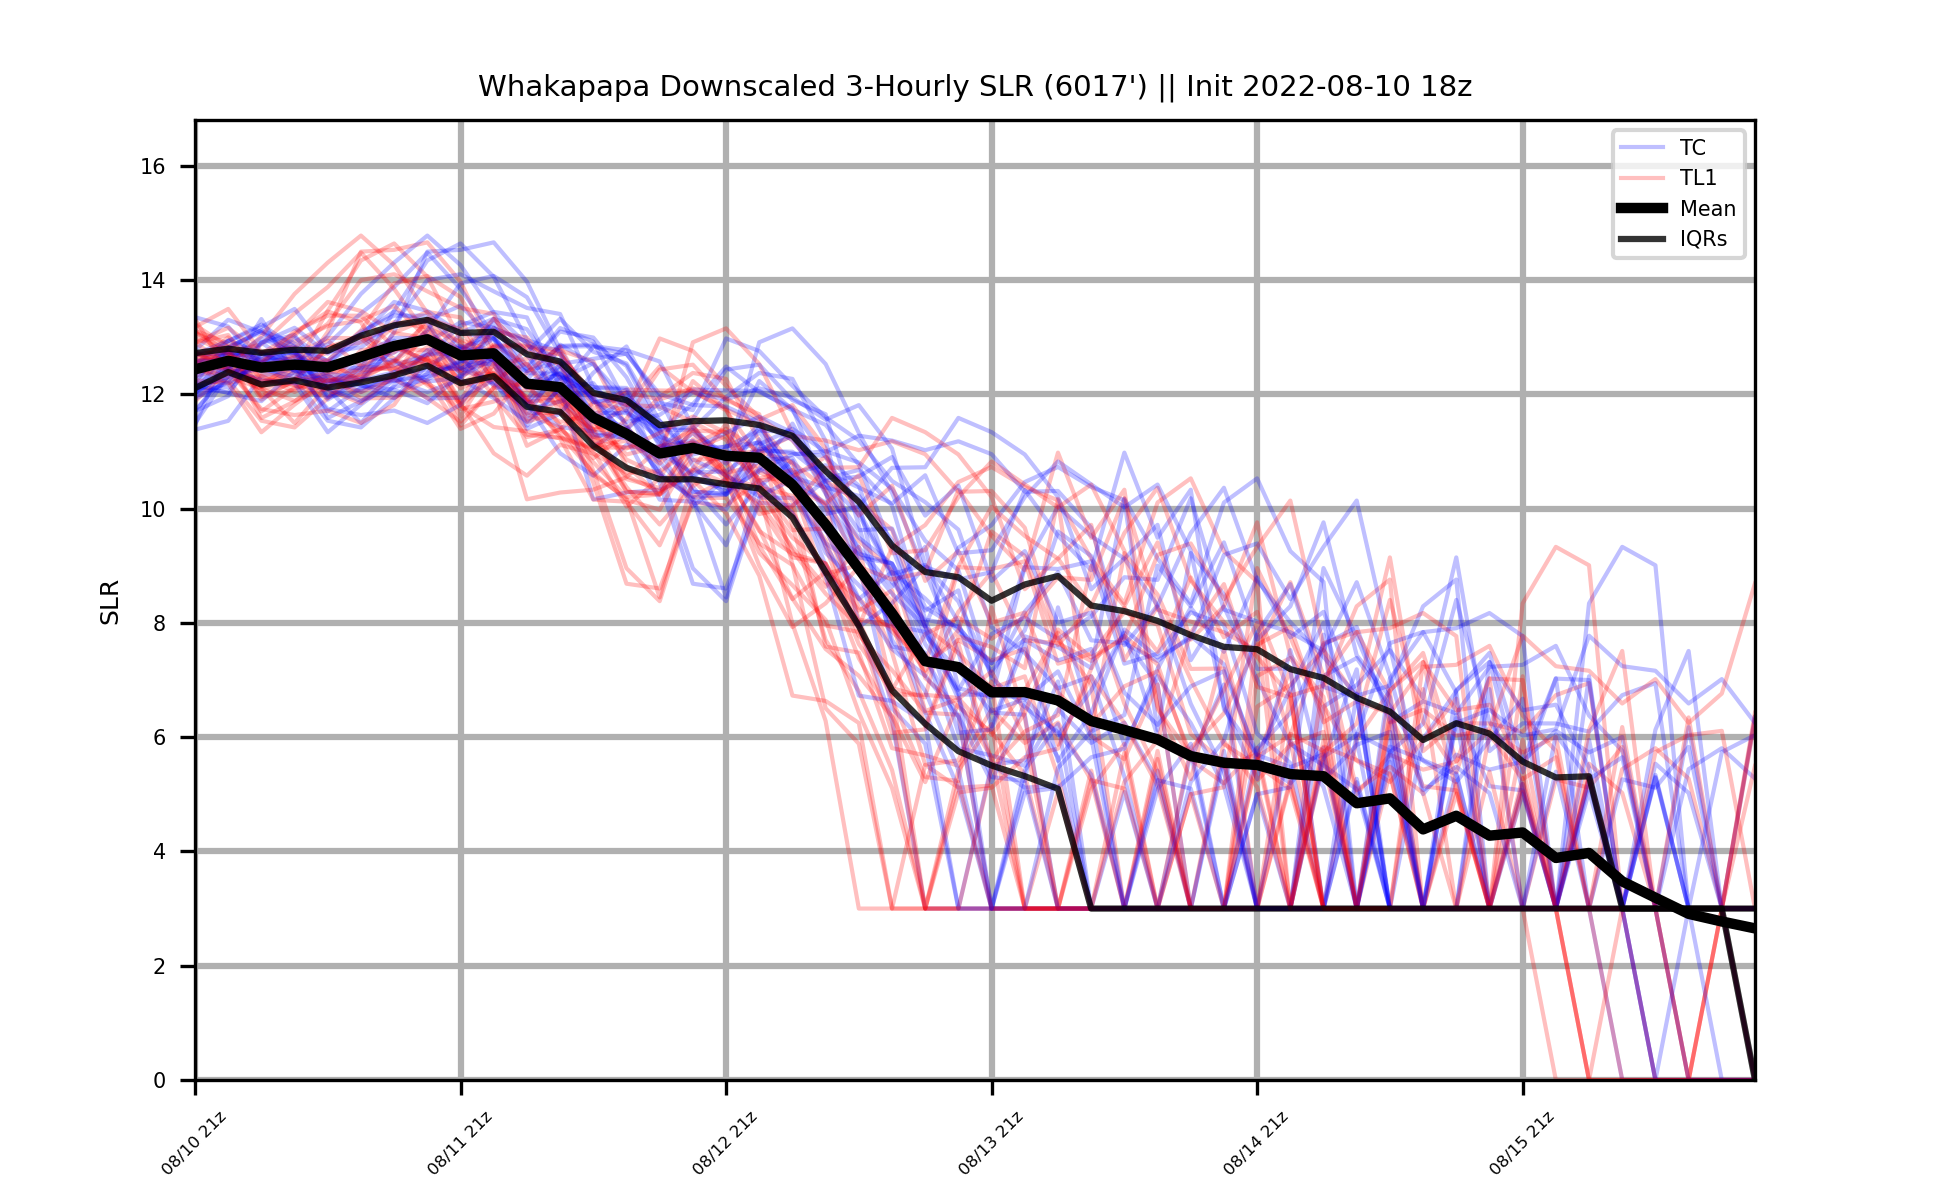 Whakapapa Downscaled 3-Hourly SLR (6017') || Init 2022-08-10 18z
TC
TL1
Mean
IQRs
SLR
16
14
12
10
8
6
4
2
0
08/10 21z
08/11 21z
08/12 21z
08/13 21z
08/14 21z
08/15 21z